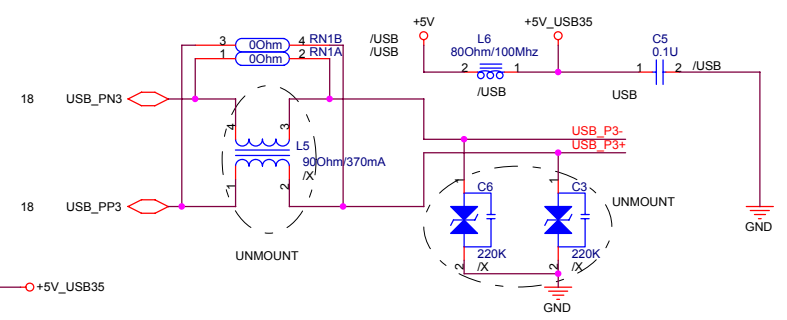 +5V
+5V_USB35
3
0Ohm
4
RN1B
/USB
L6
C5
1
0Ohm
2
RN1A
/USB
80Ohm/100Mhz
0.1U
2
1
1
2
/USB
18
USB_PN3
/USB
USB
4
3
USB_P3-
L5
USB_P3+
90Ohm/370mA
1
2
/X
1
C6
1
C3
UNMOUNT
18
USB_PP3
GND
UNMOUNT
220K
220K
2
/X
2
/X
+5V_USB35
GND